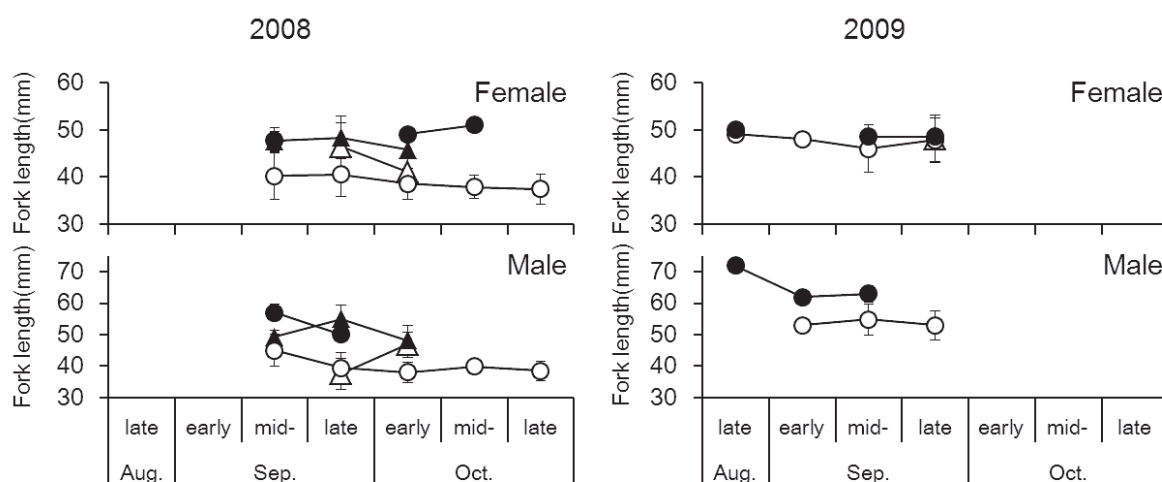 2008
2009
Fork length(mm)
60
50
40
30
Female
Fork length(mm)
60
50
40
30
Female
Fork length(mm)
70
60
50
40
30
Male
Fork length(mm)
70
60
50
40
30
Male
late early mid- late early mid- late
Aug. Sep. Oct.
late early mid- late early mid- late
Aug. Sep. Oct.